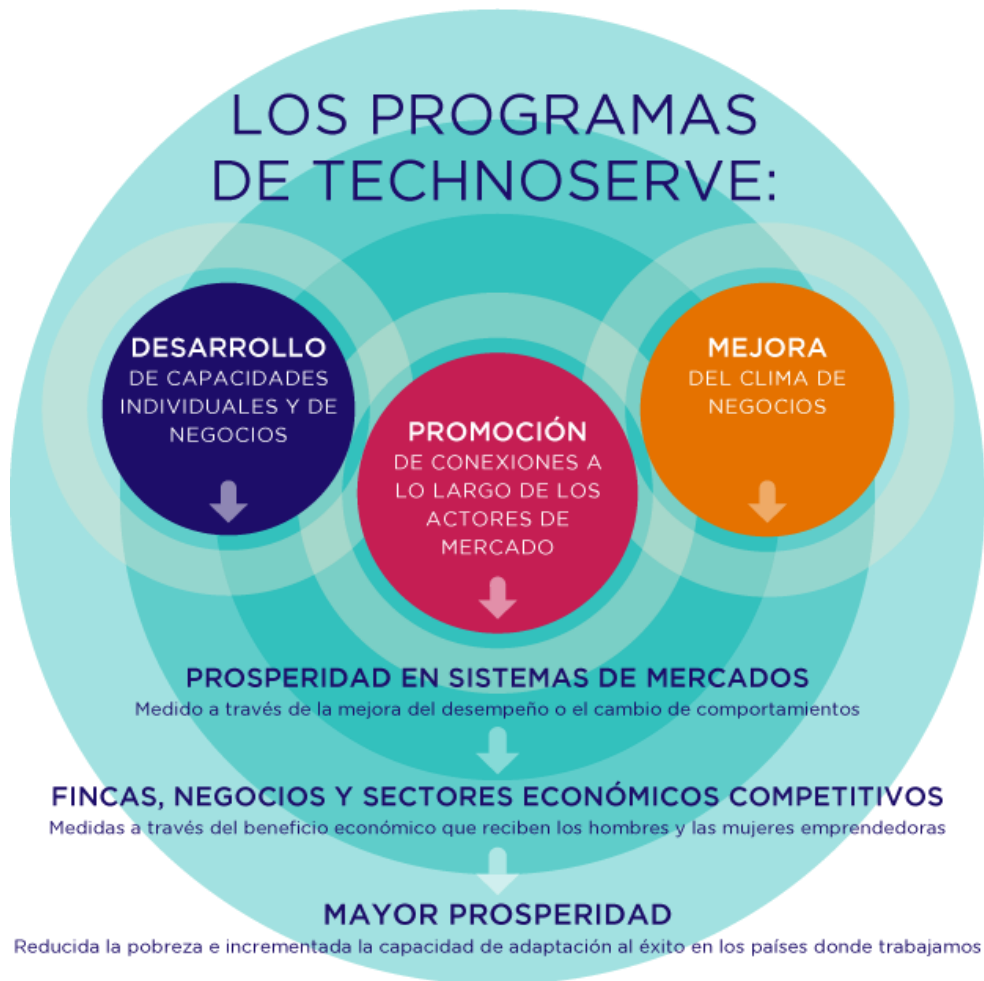 LOS PROGRAMAS
DE TECHNOSERVE:
DESARROLLO
DE CAPACIDADES
INDIVIDUALES Y DE
NEGOCIOS
PROMOCIÓN
DE CONEXIONES A
LO LARGO DE LOS
ACTORES DE
MERCADO
MEJORA
DEL CLIMA DE
NEGOCIOS
PROSPERIDAD EN SISTEMAS DE MERCADOS
Medido a través de la mejora del desempeño o el cambio de comportamientos
FINCAS, NEGOCIOS Y SECTORES ECONÓMICOS COMPETITIVOS
Medidas a través del beneficio económico que reciben los hombres y las mujeres emprendedoras
MAYOR PROSPERIDAD
Reducida la pobreza e incrementada la capacidad de adaptación al éxito en los países donde trabajamos